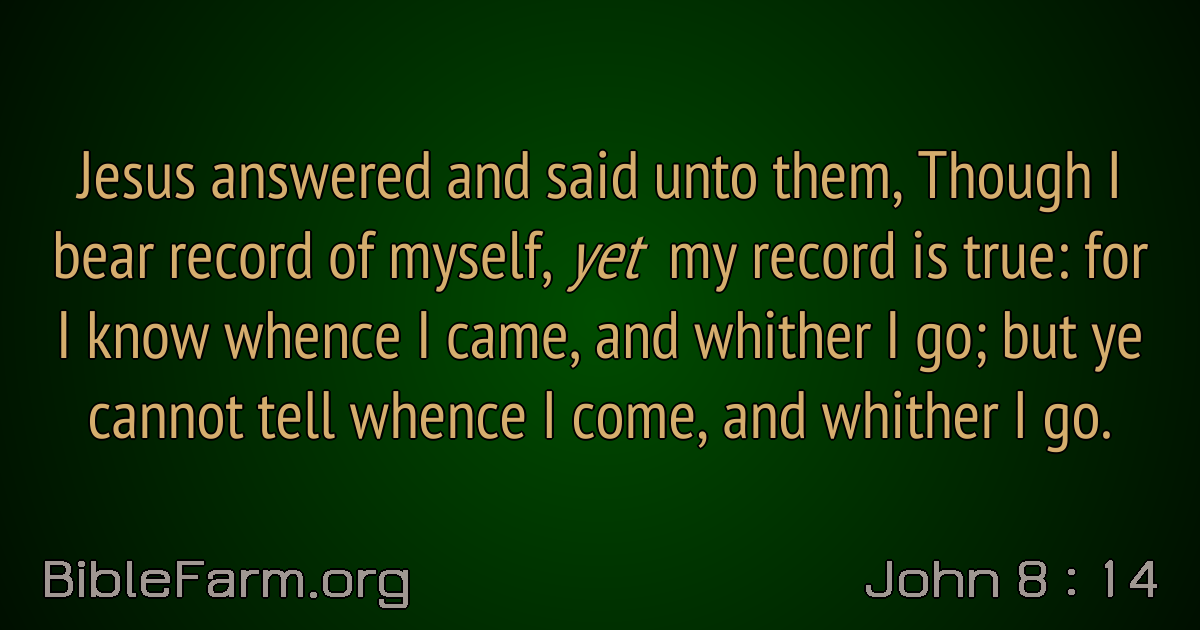 Jesus answered and said unto them, Though I
bear record of myself, yet my record is true: for
I know whence I came, and whither I go; but ye
cannot tell whence I come, and whither I go.
BibleFarm.org
John 8 : 14